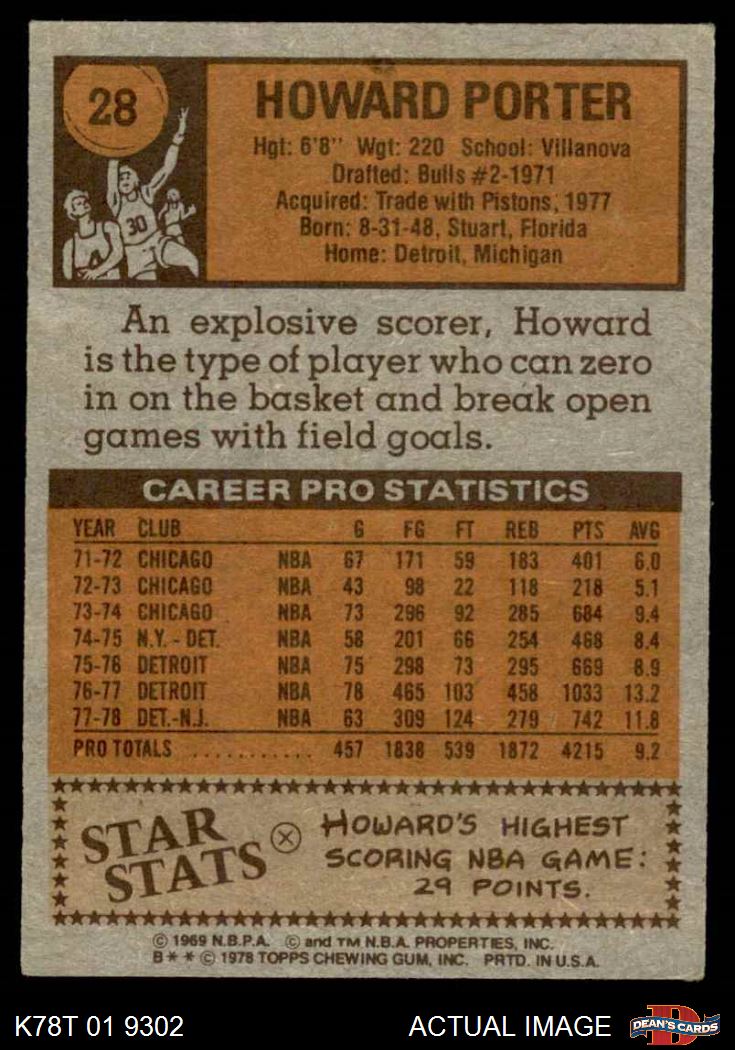 28
HOWARD PORTER
Hgt: 6'8" Wgt: 220 School: Villanova
Drafted: Bulls #2-1971
Acquired: Trade with Pistons, 1977
Born: 8-31-48, Stuart, Florida
Home: Detroit, Michigan
30
4
An explosive scorer, Howard
is the type of player who can zero
in on the basket and break open
games with field goals.
CAREER PRO STATISTICS
YEAR CLUB G FG FT REB PTS AVG
71-72 CHICAGO NBA 67 171 59 183 401 6.0
72-73 CHICAGO NBA 43 98 22 118 218 5.1
73-74 CHICAGO NBA 73 296 92 285 684 9.4
74-75 N.Y. - DET. NBA 58 201 66 254 468 8.4
75-76 DETROIT NBA 75 298 73 295 669 8.9
76-77 DETROIT NBA 78 465 103 458 1033 13.2
77-78 DET.-N.J. NBA 63 309 124 279 742 11.8
PRO TOTALS ........... 457 1838 539 1872 4215 9.2
STAR
STATS
HOWARD'S HIGHEST
SCORING NBA GAME:
29 POINTS.
© 1969 N.B.P.A. © and TM N.B.A. PROPERTIES, INC.
B * * © 1978 TOPPS CHEWING GUM, INC. PRTD. IN U.S.A.
K78T 01 9302
ACTUAL IMAGE
D
DEAN'S CARDS